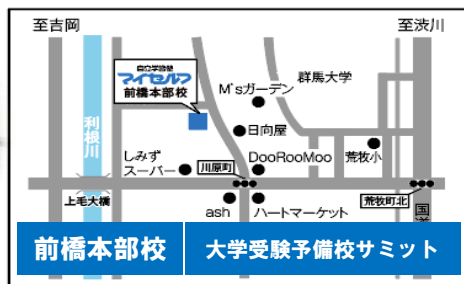 至吉岡
至渋川
自立学習塾
マイセルフ
前橋本部校
M'sガーデン
群馬大学
利根川
日向屋
しみず
スーパー
川原町
DooRooMoo
荒牧小
上毛大橋
ash
ハートマーケット
荒牧町北
国道
前橋本部校
大学受験予備校サミット